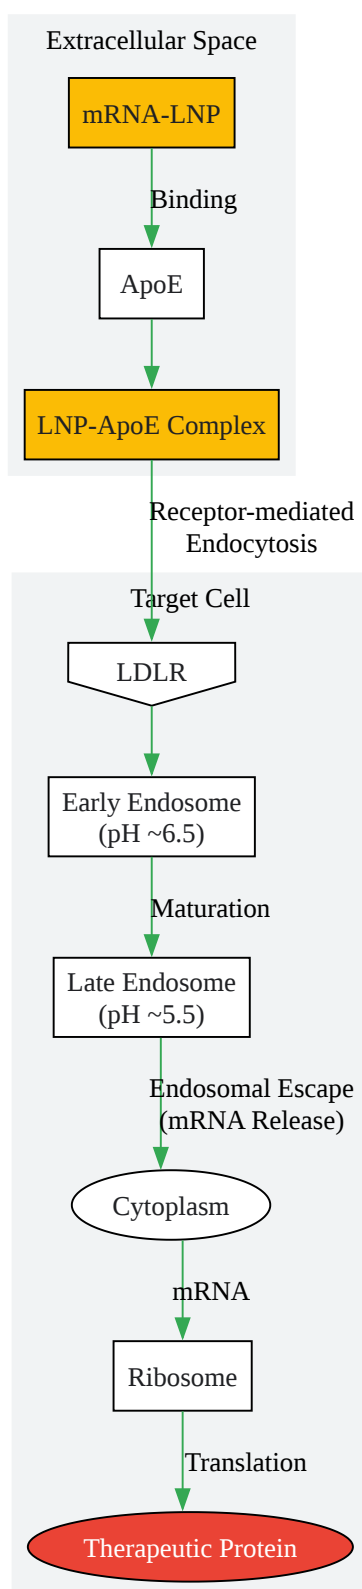 Extracellular Space
mRNA-LNP
Binding
ApoE
LNP-ApoE Complex
Receptor-mediated
Endocytosis
Target Cell
LDLR
Early Endosome
(pH ~6.5)
Maturation
Late Endosome
(pH ~5.5)
Endosomal Escape
(mRNA Release)
Cytoplasm
mRNA
Ribosome
Translation
Therapeutic Protein